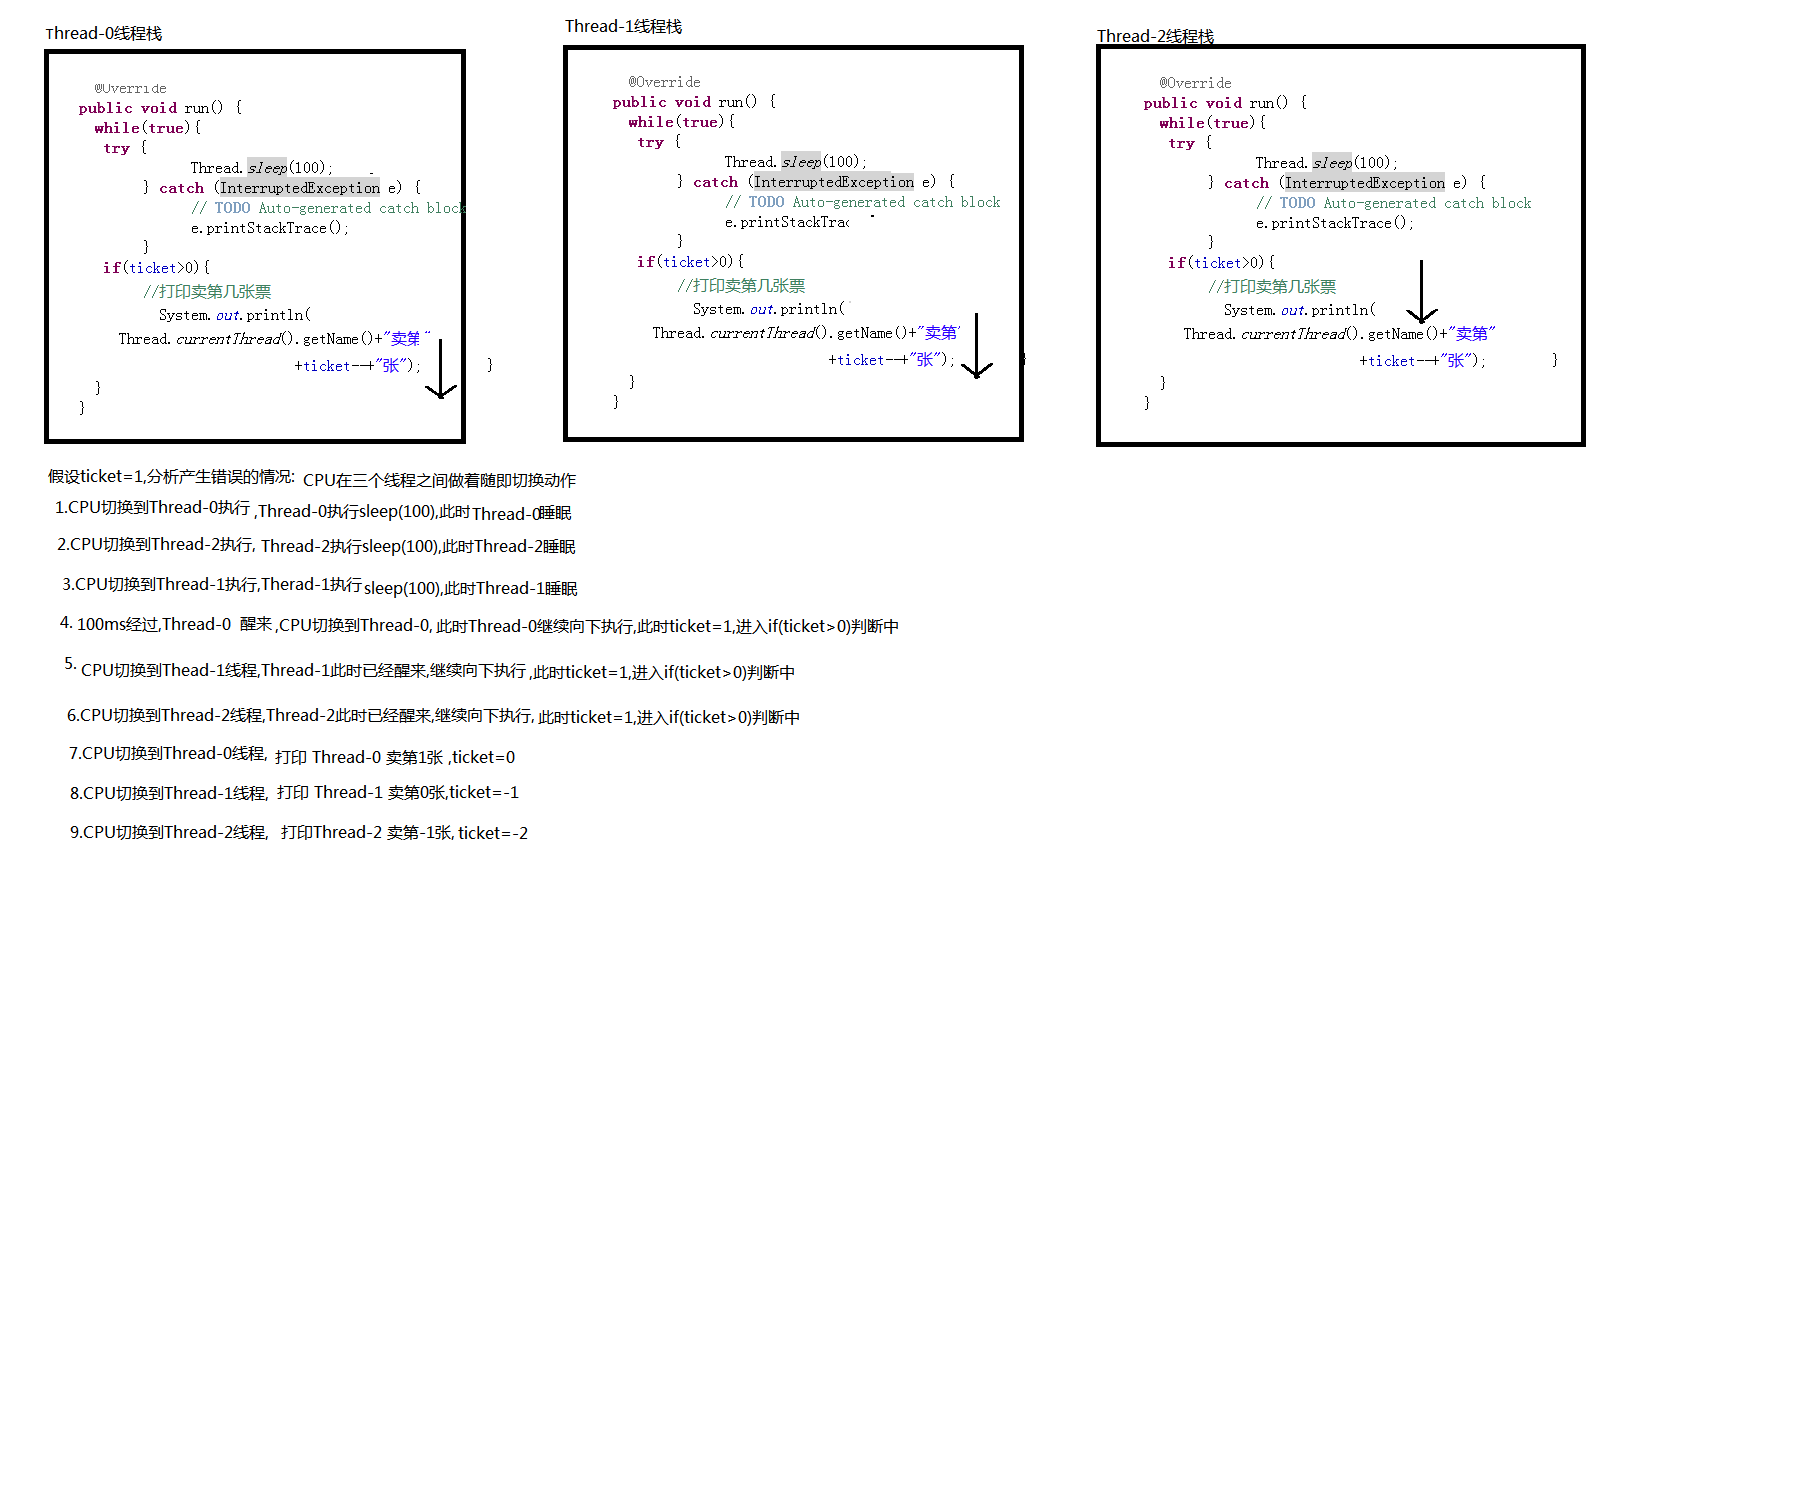 Thread-0线程栈
@Override
public void run() {
while(true){
try {
Thread.sleep(100);
} catch (InterruptedException e) {
// TODO Auto-generated catch block
e.printStackTrace();
}
if(ticket>0){
//打印卖第几张票
System.out.println(
Thread.currentThread().getName()+"卖第"
+ticket--+"张"); }
}
}
Thread-1线程栈
@Override
public void run() {
while(true){
try {
Thread.sleep(100);
} catch (InterruptedException e) {
// TODO Auto-generated catch block
e.printStackTrac
}
if(ticket>0){
//打印卖第几张票
System.out.println(
Thread.currentThread().getName()+"卖第"
+ticket--+"张"); }
}
}
Thread-2线程栈
@Override
public void run() {
while(true){
try {
Thread.sleep(100);
} catch (InterruptedException e) {
// TODO Auto-generated catch block
e.printStackTrace();
}
if(ticket>0){
//打印卖第几张票
System.out.println(
Thread.currentThread().getName()+"卖第"
+ticket--+"张"); }
}
}
假设ticket=1,分析产生错误的情况: CPU在三个线程之间做着随即切换动作
1.CPU切换到Thread-0执行 ,Thread-0执行sleep(100),此时Thread-0睡眠
2.CPU切换到Thread-2执行, Thread-2执行sleep(100),此时Thread-2睡眠
3.CPU切换到Thread-1执行,Therad-1执行sleep(100),此时Thread-1睡眠
4. 100ms经过,Thread-0 醒来 ,CPU切换到Thread-0, 此时Thread-0继续向下执行,此时ticket=1,进入if(ticket>0)判断中
5. CPU切换到Thead-1线程,Thread-1此时已经醒来,继续向下执行 ,此时ticket=1,进入if(ticket>0)判断中
6.CPU切换到Thread-2线程,Thread-2此时已经醒来,继续向下执行, 此时ticket=1,进入if(ticket>0)判断中
7.CPU切换到Thread-0线程, 打印 Thread-0 卖第1张 ,ticket=0
8.CPU切换到Thread-1线程, 打印 Thread-1 卖第0张,ticket=-1
9.CPU切换到Thread-2线程, 打印Thread-2 卖第-1张, ticket=-2